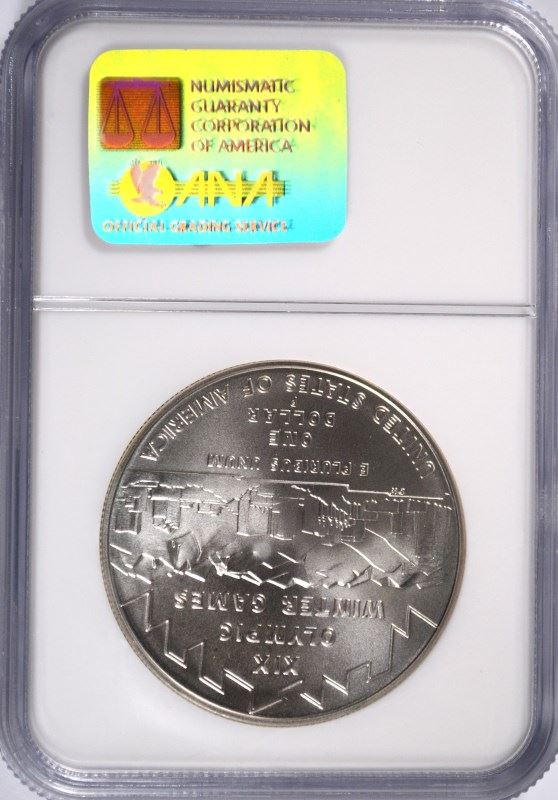 NUMISMATIC
GUARANTY
CORPORATION
OF AMERICA
ANA
OFFICIAL GRADING SERVICE
XIX
OLYMPIC
WINTER GAMES
E PLURIBUS UNUM
ONE
DOLLAR
P
UNITED STATES OF AMERICA